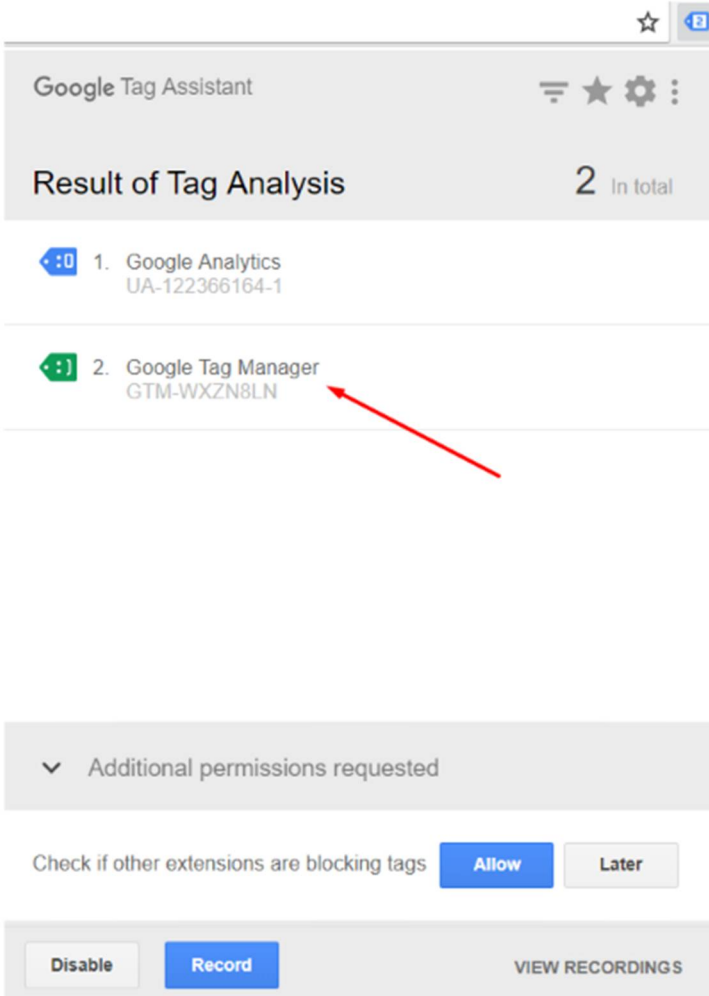 2
Google Tag Assistant
Result of Tag Analysis 2 In total
:0 1. Google Analytics
UA-122366164-1
:) 2. Google Tag Manager
GTM-WXZN8LN
Additional permissions requested
Check if other extensions are blocking tags Allow Later
Disable Record VIEW RECORDINGS